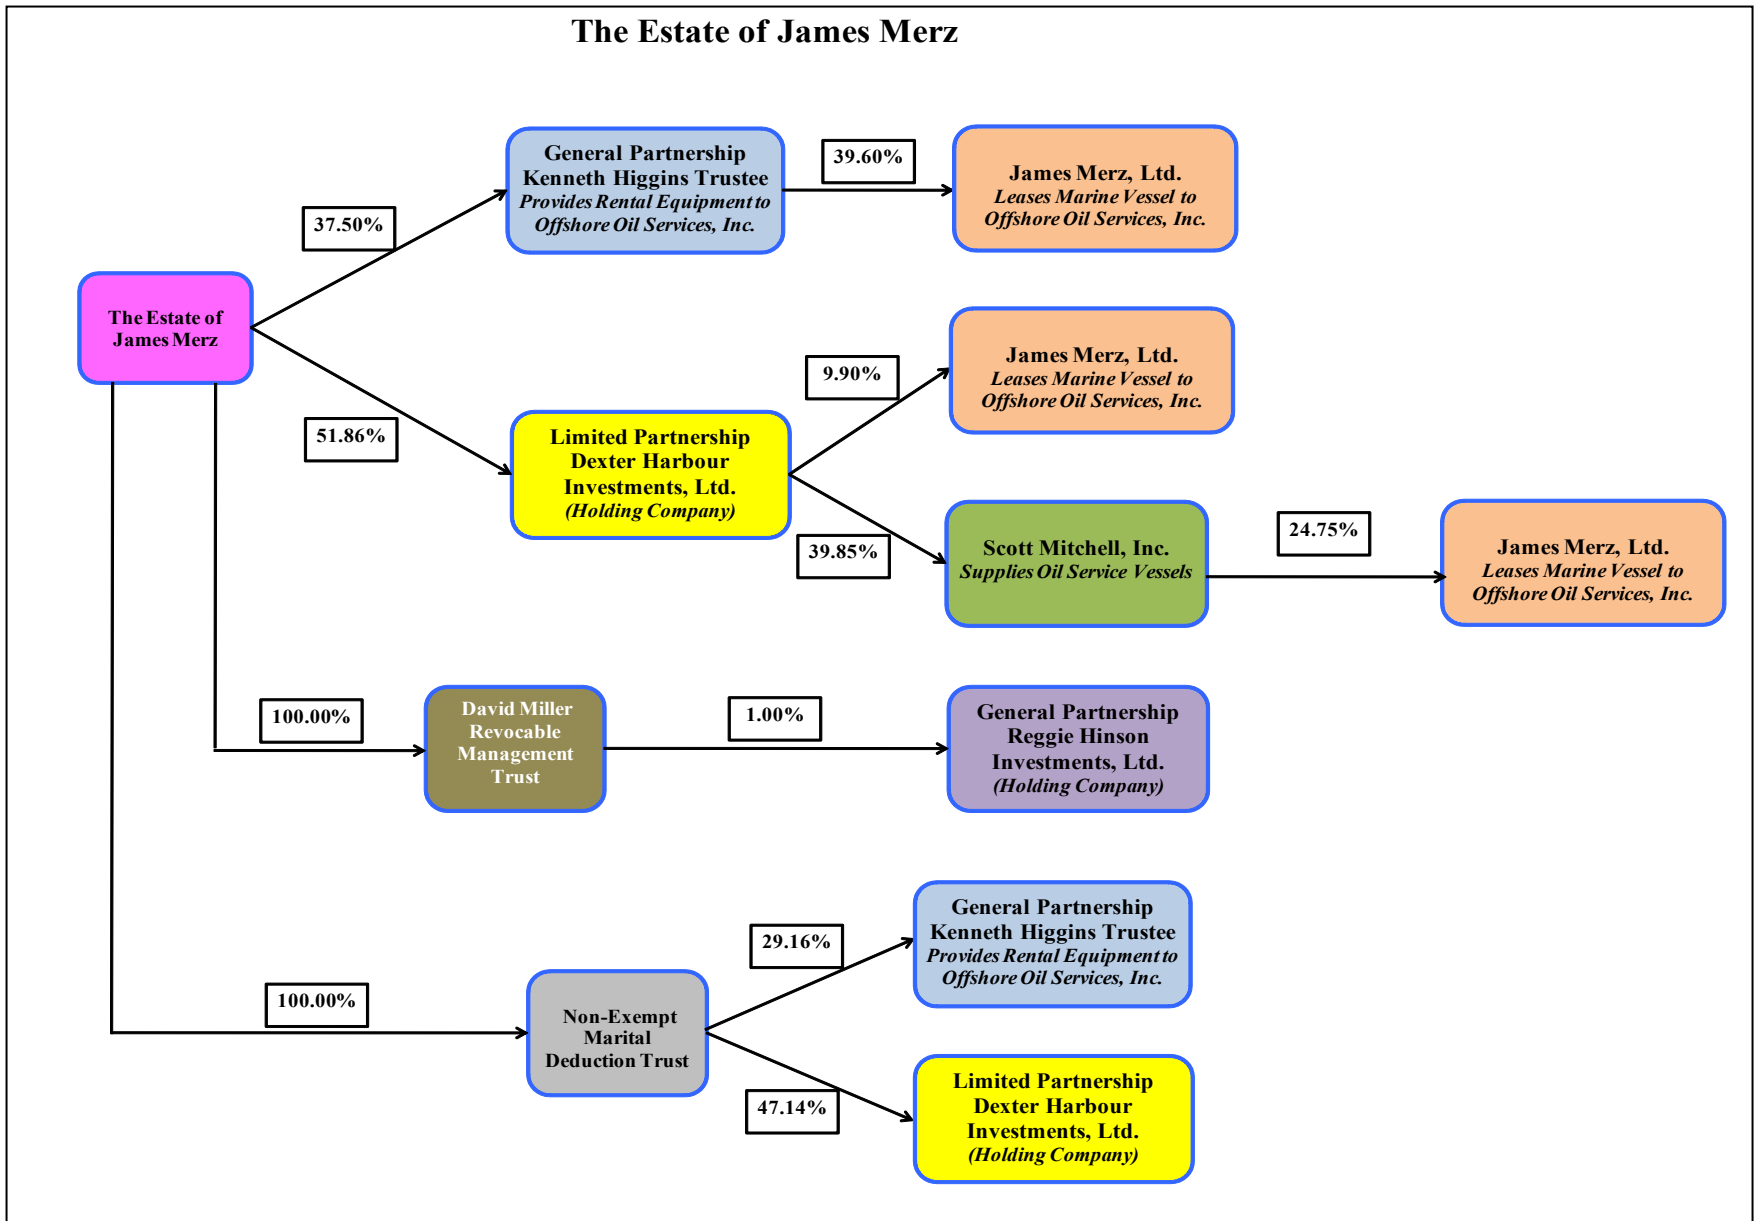 The Estate of James Merz
General Partnership
Kenneth Higgins Trustee
Provides Rental Equipment to
Offshore Oil Services, Inc.
39.60%
James Merz, Ltd.
Leases Marine Vessel to
Offshore Oil Services, Inc.
37.50%
The Estate of
James Merz
51.86%
Limited Partnership
Dexter Harbour
Investments, Ltd.
(Holding Company)
9.90%
James Merz, Ltd.
Leases Marine Vessel to
Offshore Oil Services, Inc.
39.85%
Scott Mitchell, Inc.
Supplies Oil Service Vessels
24.75%
James Merz, Ltd.
Leases Marine Vessel to
Offshore Oil Services, Inc.
100.00%
David Miller
Revocable
Management
Trust
1.00%
General Partnership
Reggie Hinson
Investments, Ltd.
(Holding Company)
100.00%
Non-Exempt
Marital
Deduction Trust
29.16%
General Partnership
Kenneth Higgins Trustee
Provides Rental Equipment to
Offshore Oil Services, Inc.
47.14%
Limited Partnership
Dexter Harbour
Investments, Ltd.
(Holding Company)